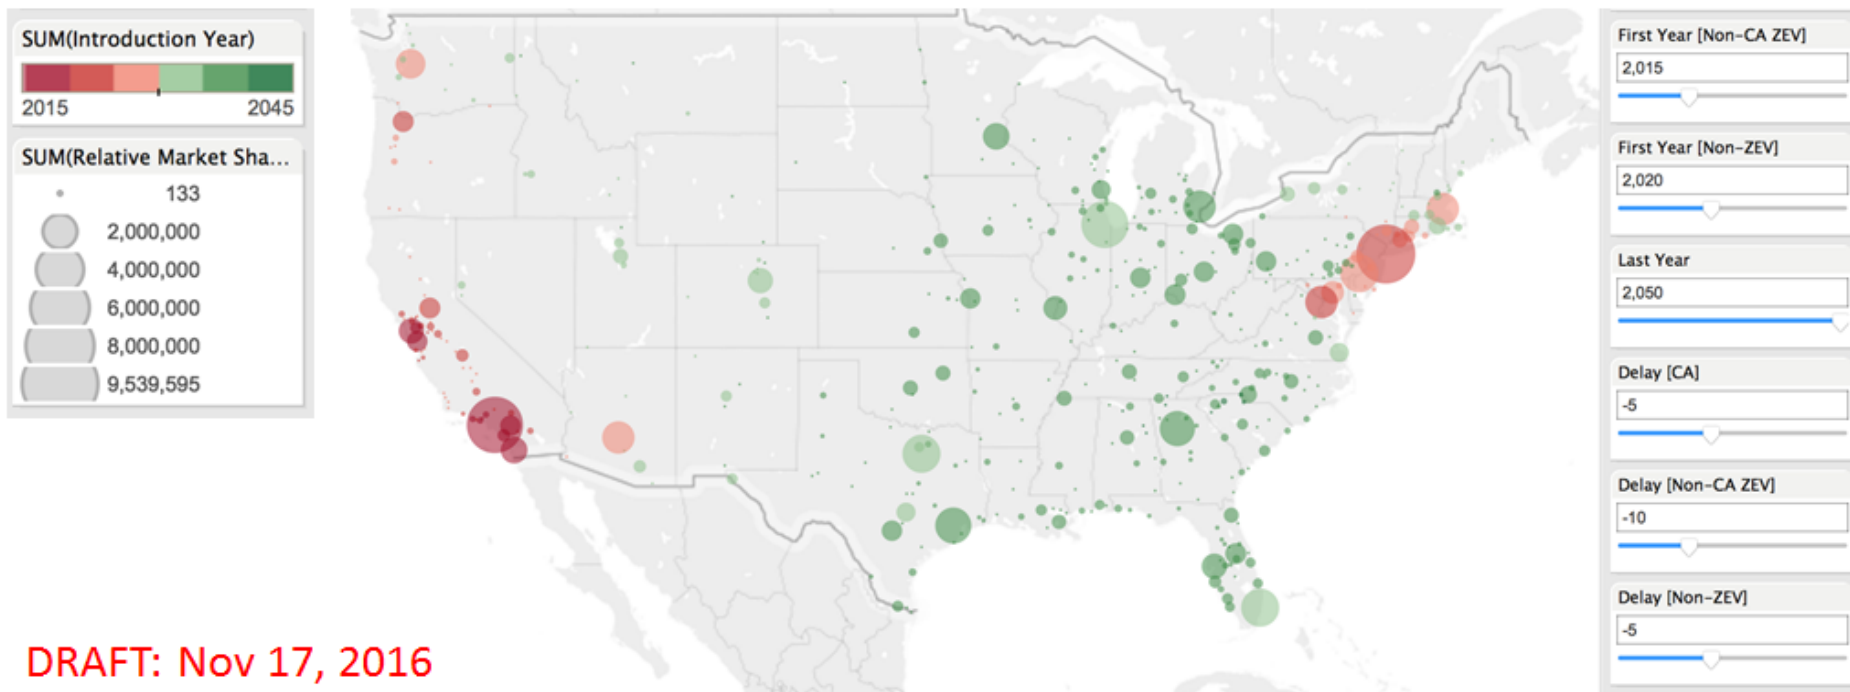 SUM(Introduction Year)
2015 2045
SUM(Relative Market Sha...
133
2,000,000
4,000,000
6,000,000
8,000,000
9,539,595
DRAFT: Nov 17, 2016
First Year [Non-CA ZEV]
2,015
First Year [Non-ZEV]
2,020
Last Year
2,050
Delay [CA]
-5
Delay [Non-CA ZEV]
-10
Delay [Non-ZEV]
-5